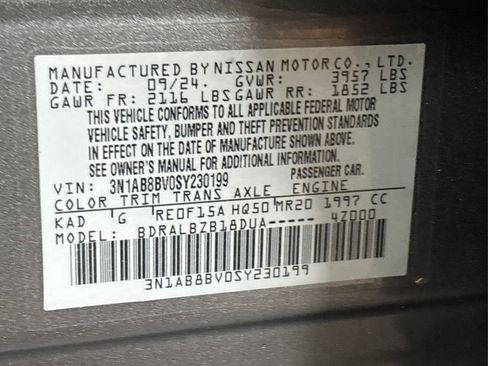 MANUFACTURED BY NISSAN MOTOR CO., LTD.
DATE: 09/24. GVWR: 3957 LBS
GAWR FR: 2116 LBS GAWR RR: 1852 LBS
THIS VEHICLE CONFORMS TO ALL APPLICABLE FEDERAL MOTOR
VEHICLE SAFETY, BUMPER AND THEFT PREVENTION STANDARDS
IN EFFECT ON THE DATE OF MANUFACTURE SHOWN ABOVE.
SEE OWNER'S MANUAL FOR ADDITIONAL INFORMATION.
VIN: 3N1AB8BV0SY230199 PASSENGER CAR.
COLOR TRIM TRANS AXLE ENGINE
KAD G RE0F15A HQ50 MR20 1997 CC
MODEL: BDRALBZB18DUA----- 4Z000
3N1AB8BV0SY230199